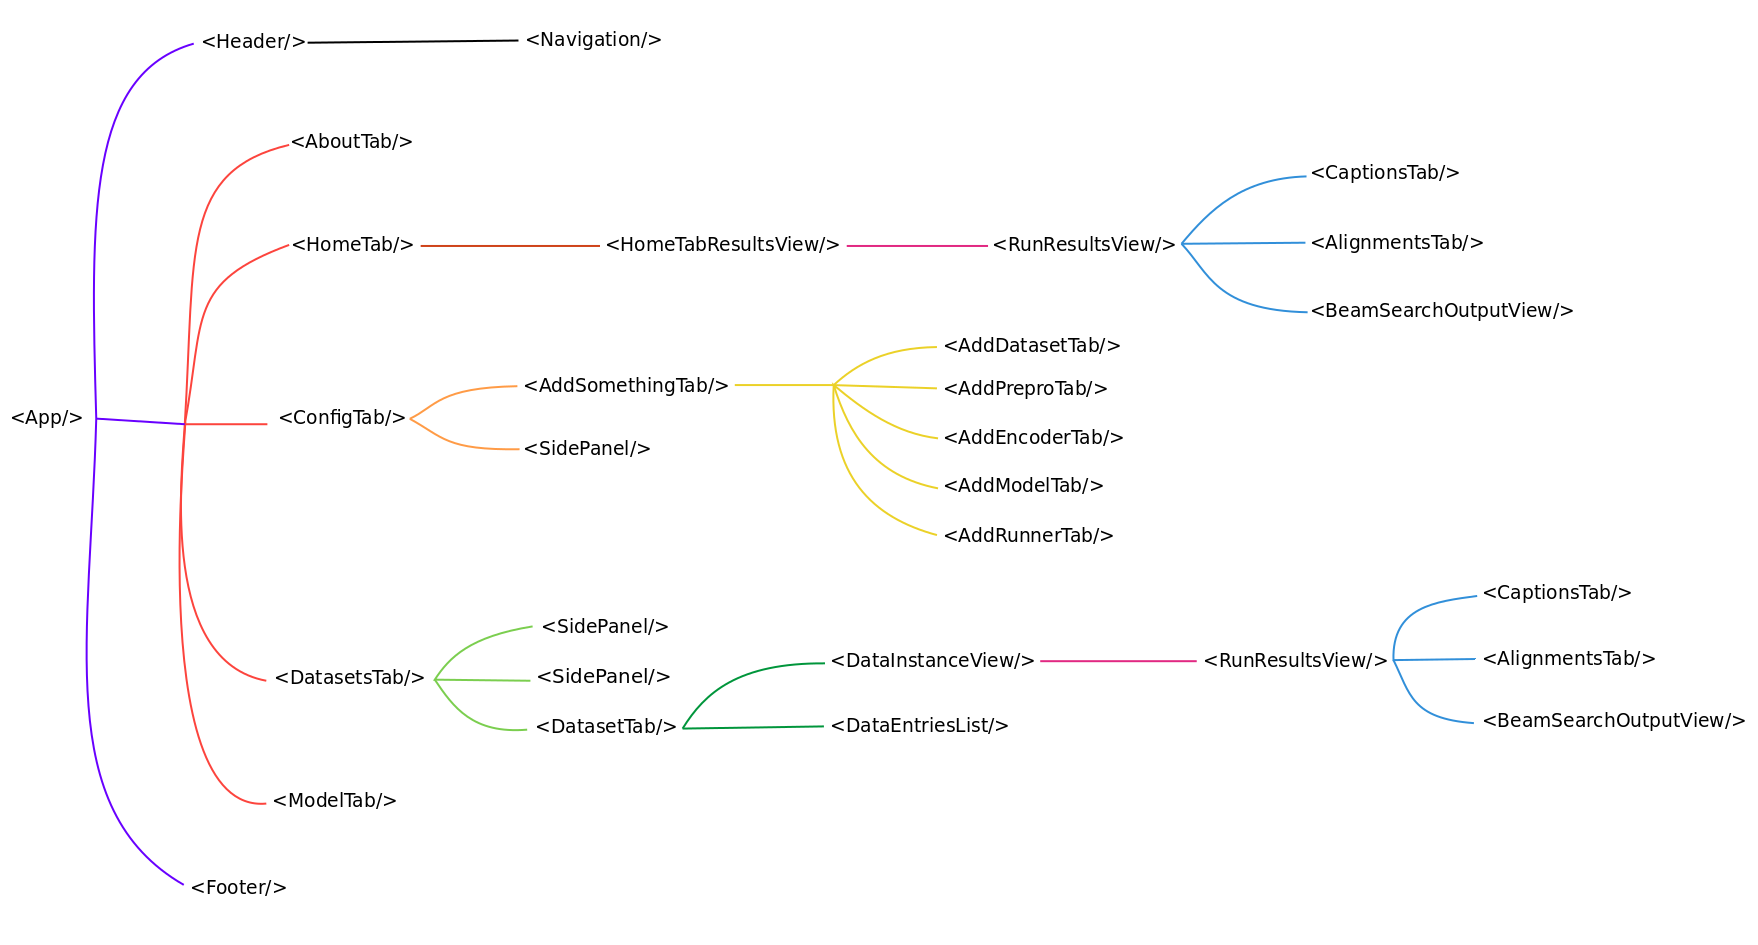 <Header/>
<Navigation/>
<AboutTab/>
<CaptionsTab/>
<HomeTab/>
<HomeTabResultsView/>
<RunResultsView/>
<AlignmentsTab/>
<BeamSearchOutputView/>
<AddDatasetTab/>
<AddSomethingTab/>
<AddPreproTab/>
<App/>
<ConfigTab/>
<AddEncoderTab/>
<SidePanel/>
<AddModelTab/>
<AddRunnerTab/>
<CaptionsTab/>
<SidePanel/>
<DataInstanceView/>
<RunResultsView/>
<AlignmentsTab/>
<DatasetsTab/>
<SidePanel/>
<DatasetTab/>
<DataEntriesList/>
<BeamSearchOutputView/>
<ModelTab/>
<Footer/>